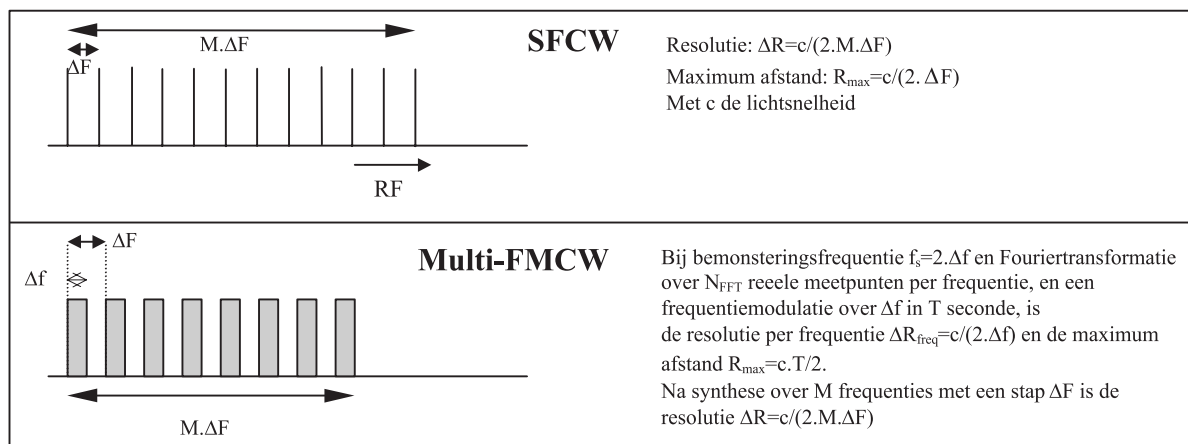 M.ΔF
ΔF
SFCW
RF
Resolutie: ΔR=c/(2.M.ΔF)
Maximum afstand: Rmax=c/(2. ΔF)
Met c de lichtsnelheid
ΔF
Δf
Multi-FMCW
M.ΔF
Bij bemonsteringsfrequentie fs=2.Δf en Fouriertransformatie
over NFFT reeele meetpunten per frequentie, en een
frequentiemodulatie over Δf in T seconde, is
de resolutie per frequentie ΔRfreq=c/(2.Δf) en de maximum
afstand Rmax=c.T/2.
Na synthese over M frequenties met een stap ΔF is de
resolutie ΔR=c/(2.M.ΔF)